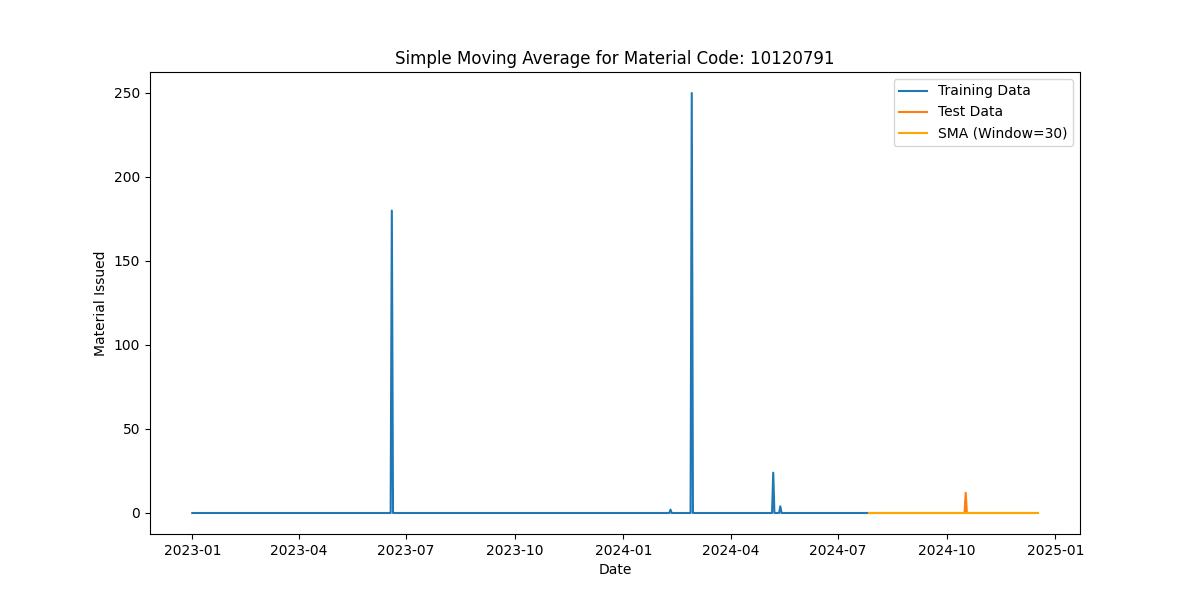 Simple Moving Average for Material Code: 10120791
Training Data
Test Data
SMA (Window=30)
Material Issued
250
200
150
100
50
0
2023-01 2023-04 2023-07 2023-10 2024-01 2024-04 2024-07 2024-10 2025-01
Date